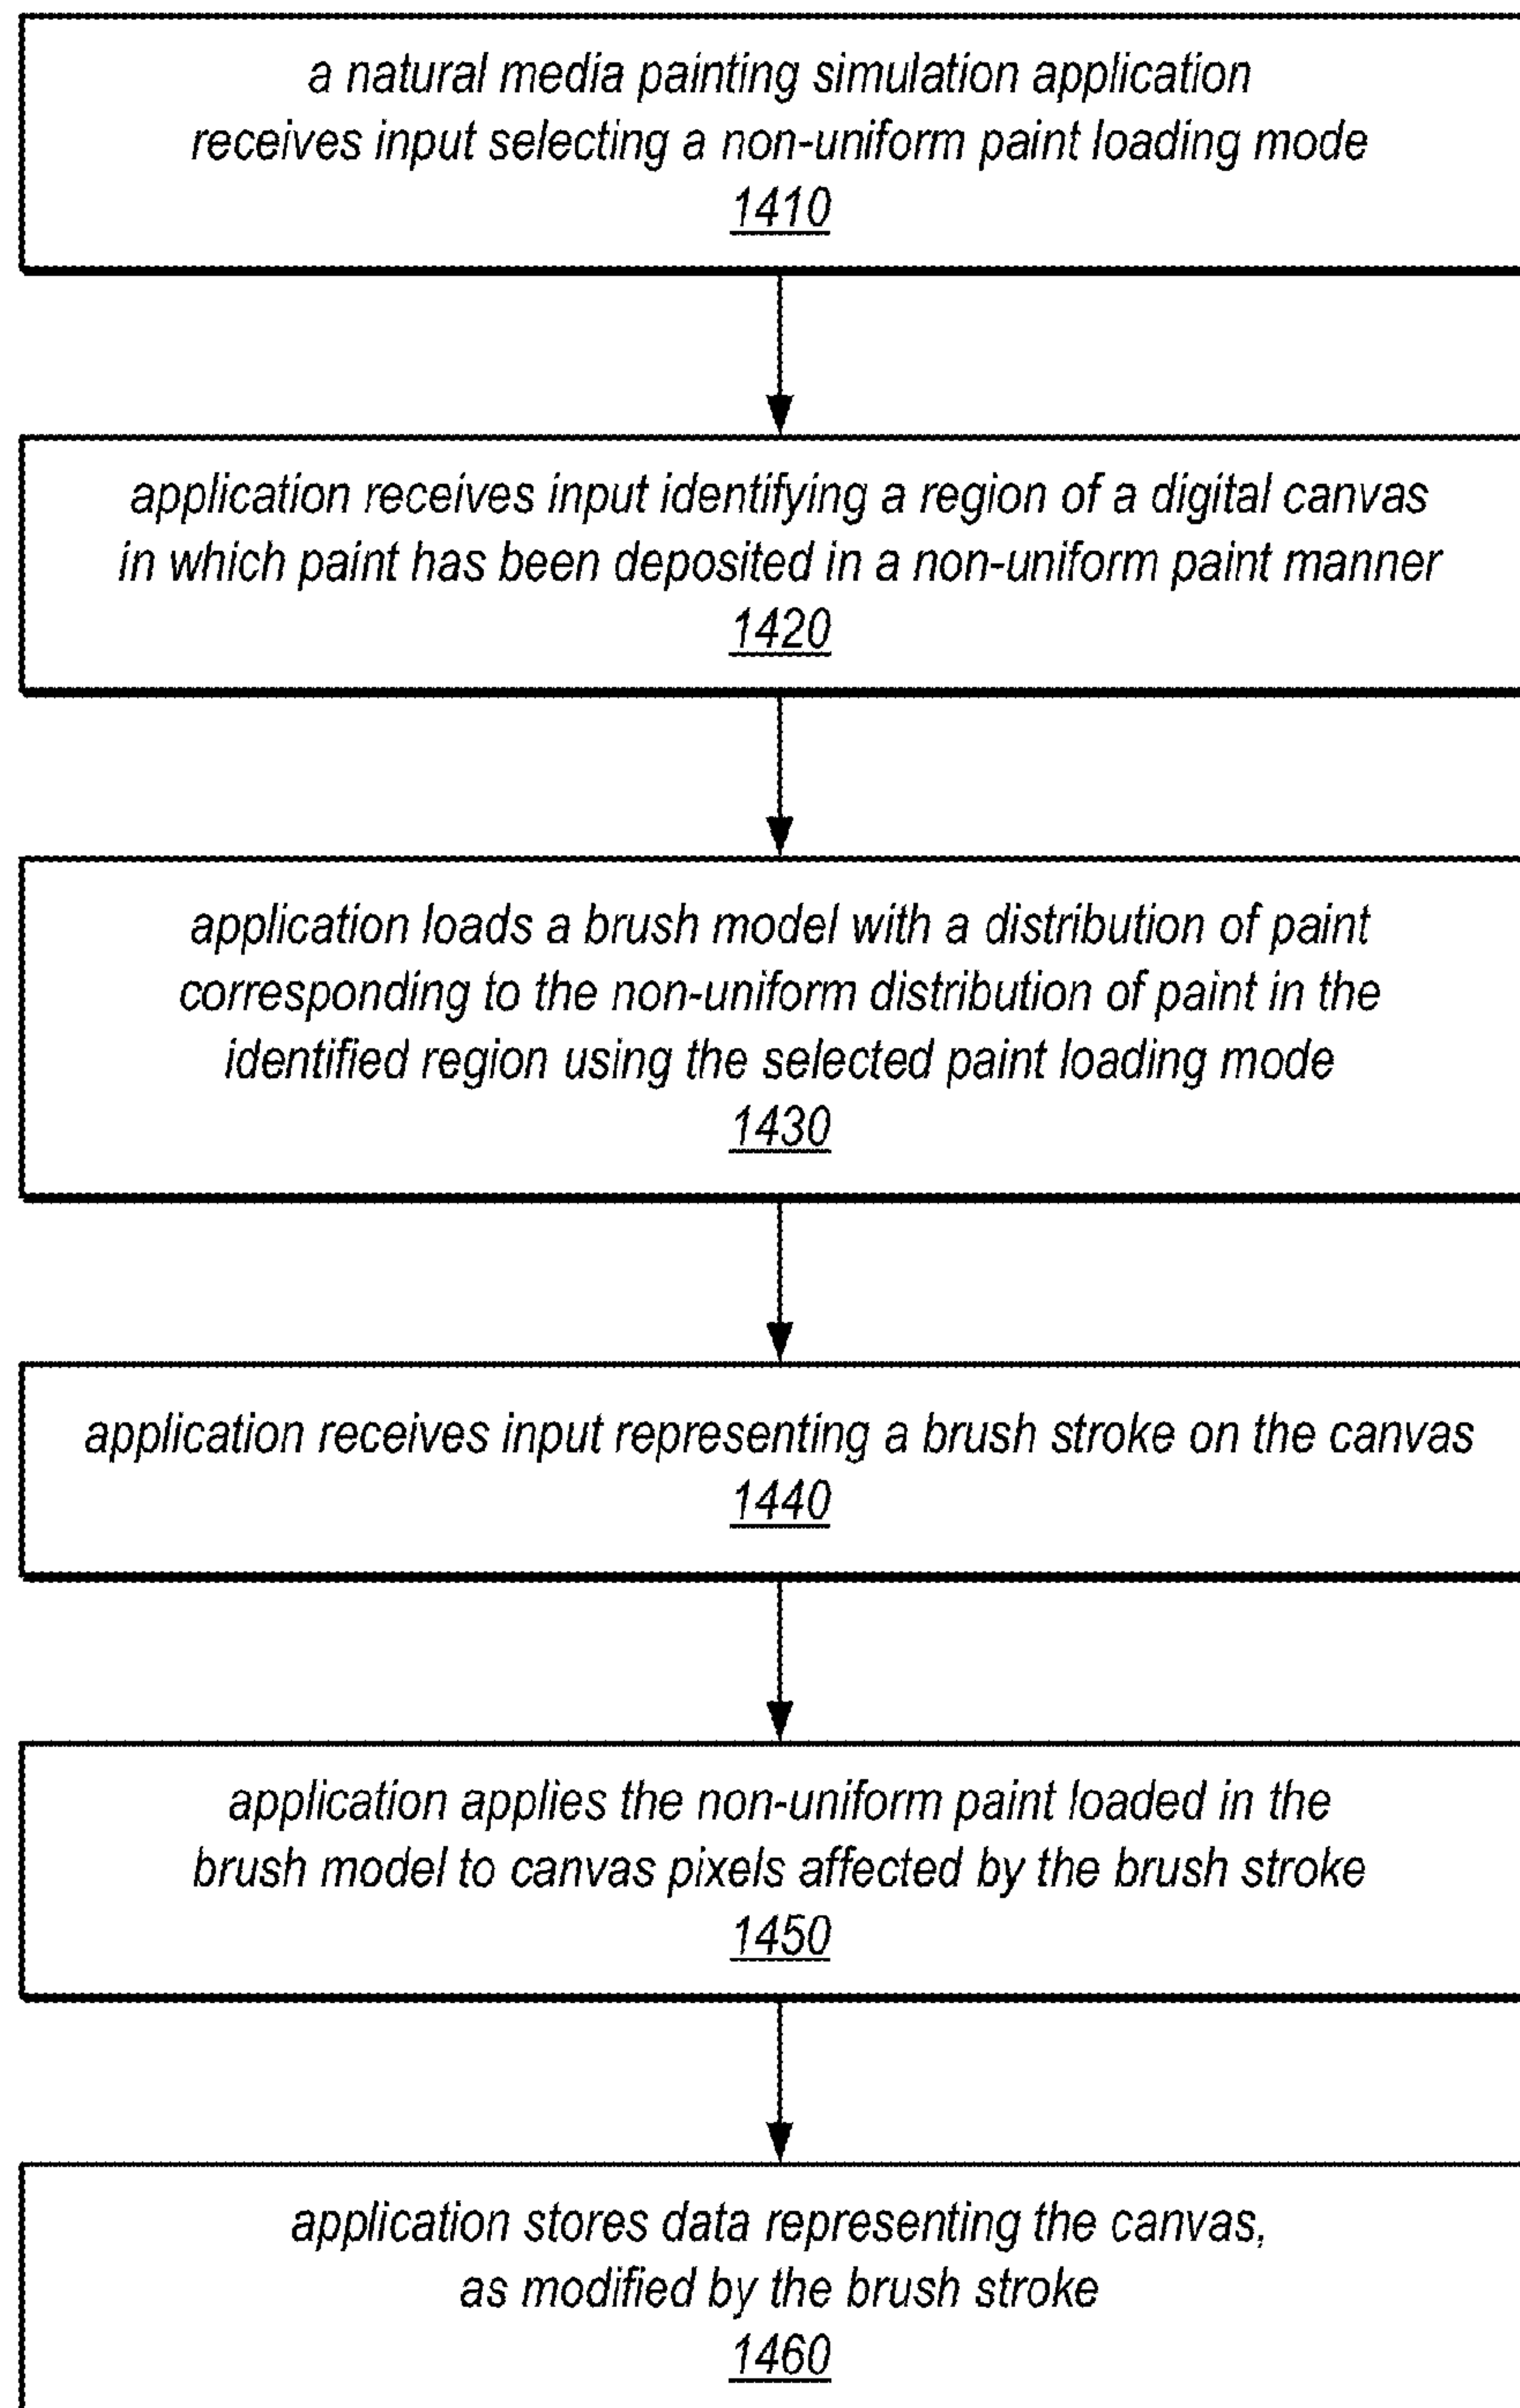 a natural media painting simulation application
receives input selecting a non-uniform paint loading mode
1410
application receives input identifying a region of a digital canvas
in which paint has been deposited in a non-uniform paint manner
1420
application loads a brush model with a distribution of paint
corresponding to the non-uniform distribution of paint in the
identified region using the selected paint loading mode
1430
application receives input representing a brush stroke on the canvas
1440
application applies the non-uniform paint loaded in the
brush model to canvas pixels affected by the brush stroke
1450
application stores data representing the canvas,
as modified by the brush stroke
1460